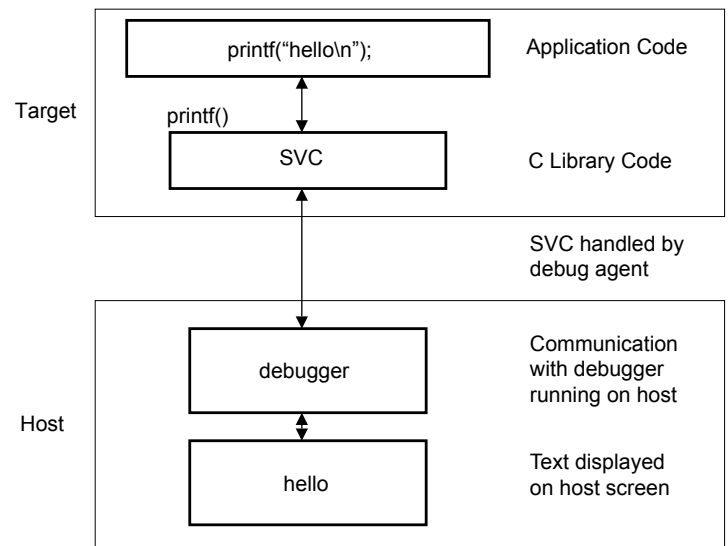 printf(“hello\n”);
Application Code
Target
printf()
SVC
C Library Code
SVC handled by
debug agent
debugger
Communication
with debugger
running on host
Host
hello
Text displayed
on host screen